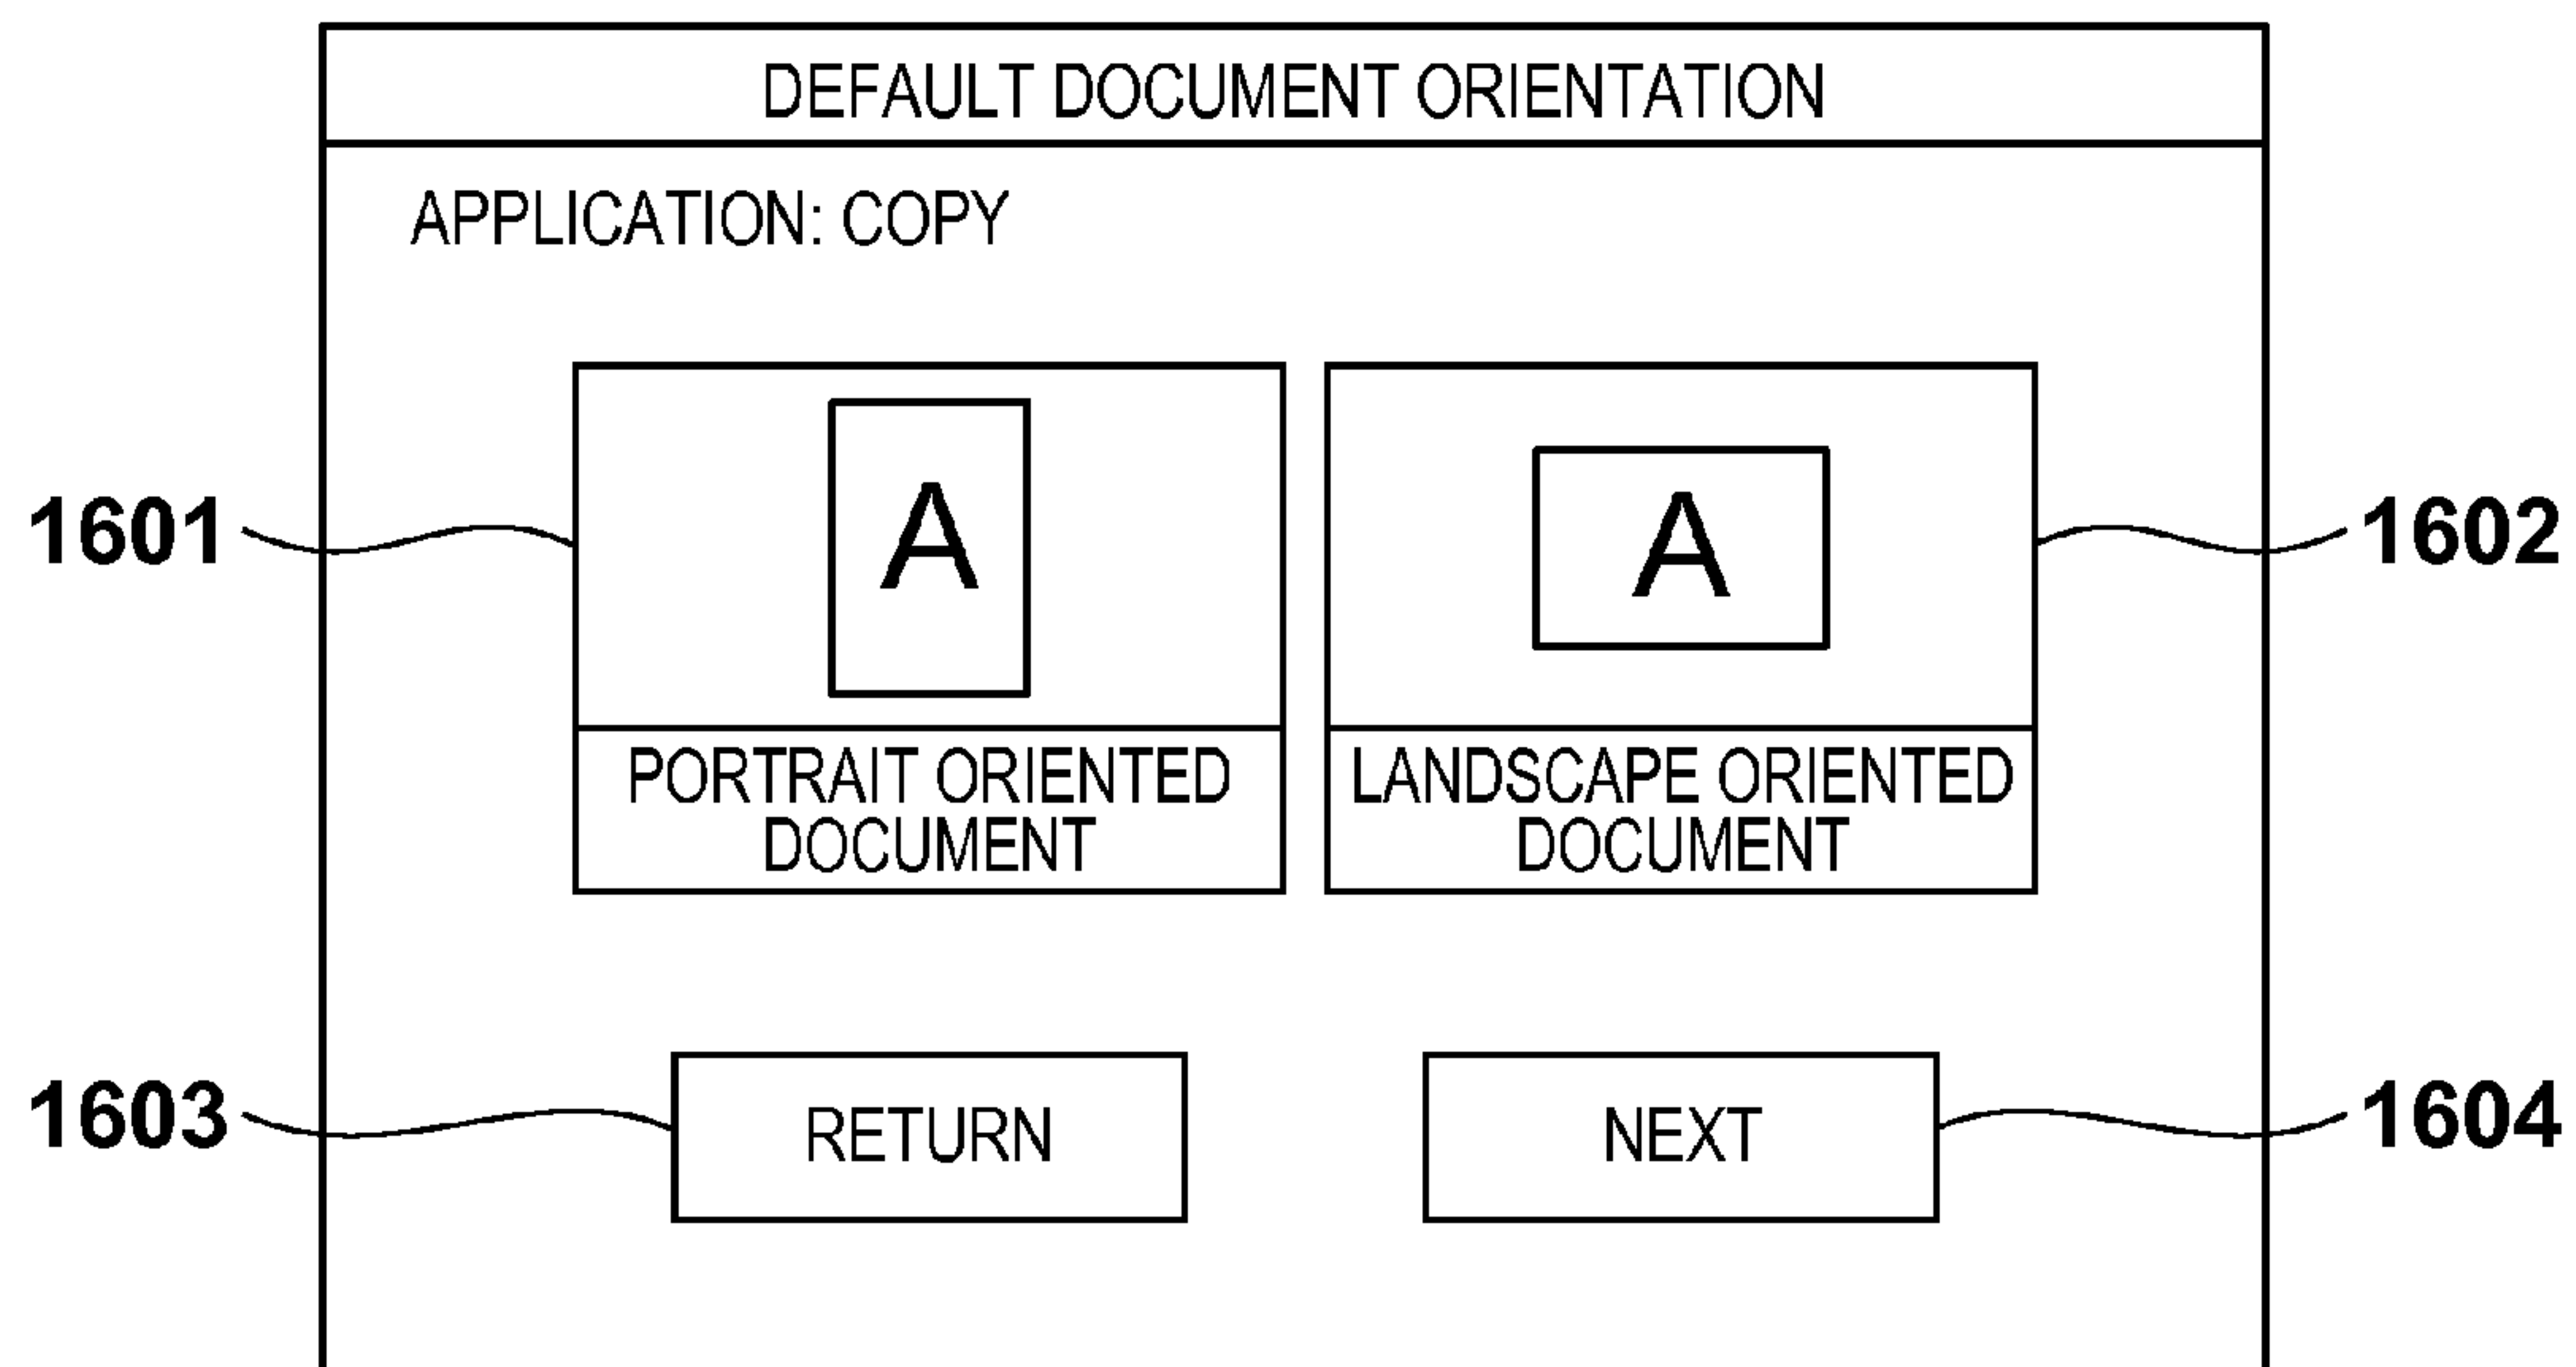 DEFAULT DOCUMENT ORIENTATION
APPLICATION: COPY
A
A
1601
1602
PORTRAIT ORIENTED
DOCUMENT
LANDSCAPE ORIENTED
DOCUMENT
1603
RETURN
NEXT
1604